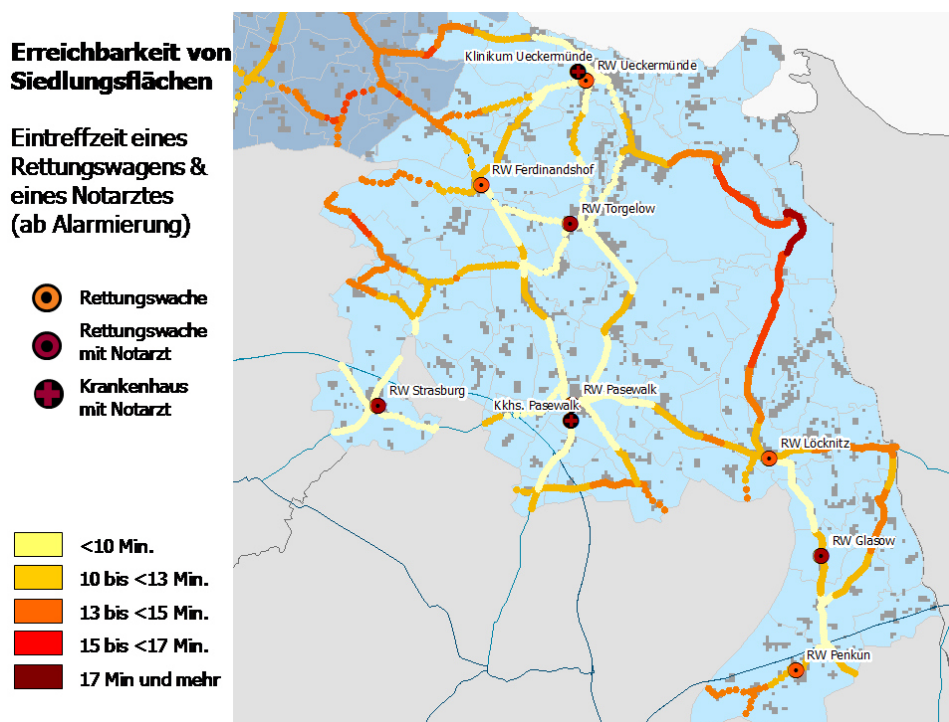 Erreichbarkeit von
Siedlungsflächen
Eintreffzeit eines
Rettungswagens &
eines Notarztes
(ab Alarmierung)
Rettungswache
Rettungswache
mit Notarzt
Krankenhaus
mit Notarzt
<10 Min.
10 bis <13 Min.
13 bis <15 Min.
15 bis <17 Min.
17 Min und mehr
Klinikum Ueckermünde
RW Ueckermünde
RW Ferdinandshof
RW Torgelow
RW Strasburg
RW Pasewalk
Kkhs. Pasewalk
RW Löcknitz
RW Glasow
RW Penkun